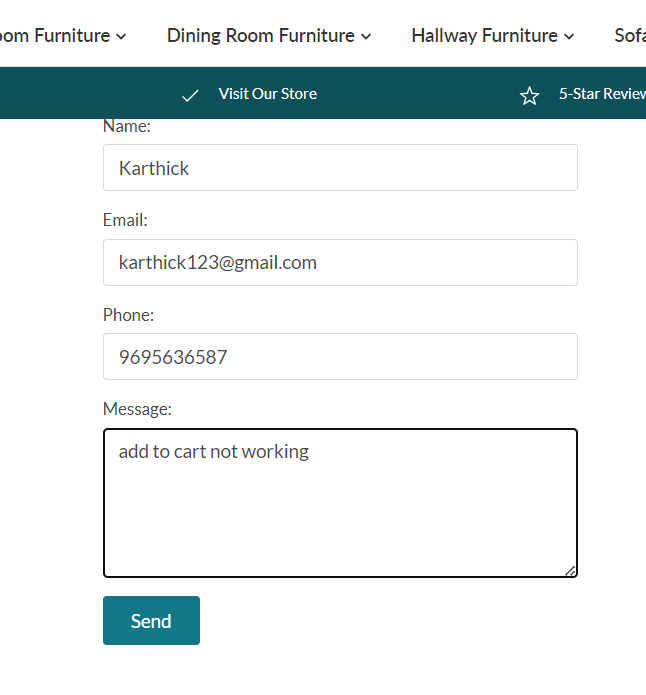 oom Furniture Dining Room Furniture Hallway Furniture Sofa
Visit Our Store 5-Star Review
Name:
Karthick
Email:
karthick123@gmail.com
Phone:
9695636587
Message:
add to cart not working
Send